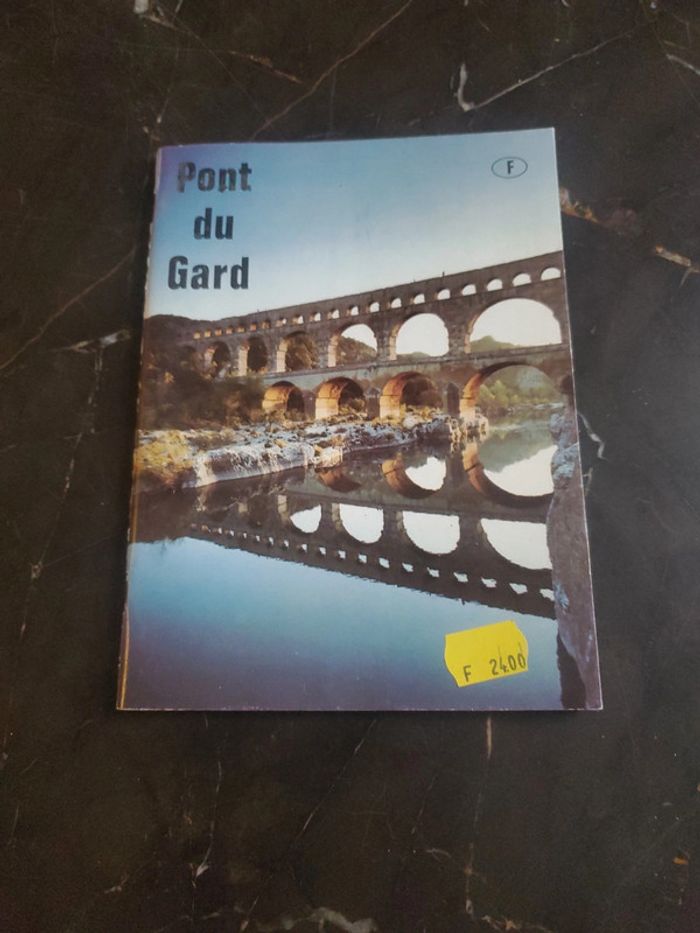 Pont
du
Gard
F
F 24.00